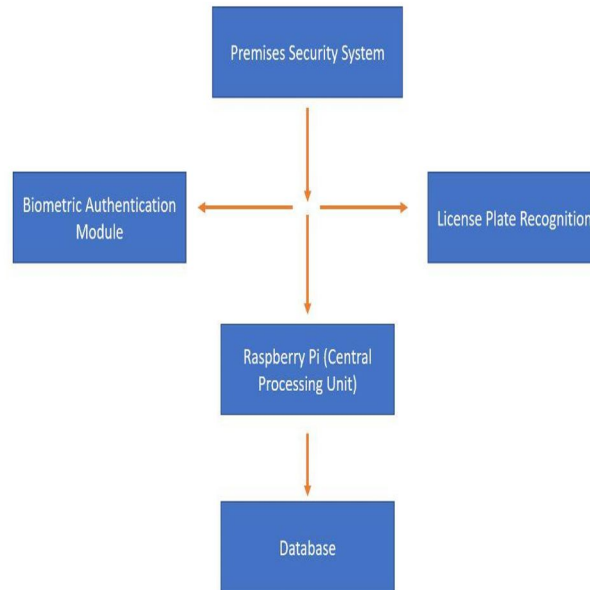 Premises Security System
Biometric Authentication
Module
License Plate Recognition
Raspberry Pi (Central
Processing Unit)
Database